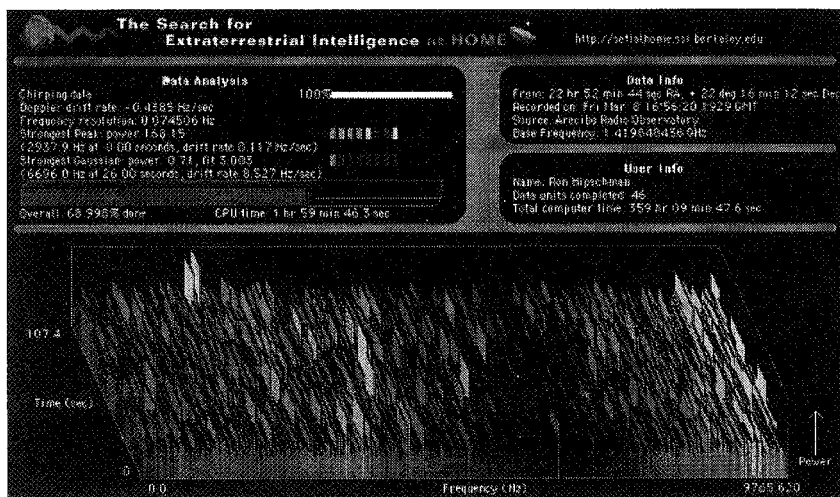 The Search for
Extraterrestrial Intelligence at HOME
http://setiathome.ssl.berkeley.edu
Data Analysis
Chirping data 100%
Doppler drift rate: -0.4385 Hz/sec
Frequency resolution: 0.074506 Hz
Strongest Peak: power 168.15
(2937.9 Hz at 0.00 seconds, drift rate 0.117 Hz/sec)
Strongest Gaussian: power 0.71, fit 3.003
(6696.0 Hz at 26.00 seconds, drift rate 8.527 Hz/sec)
Overall: 68.998% done CPU time: 1 hr 59 min 46.3 sec
Data Info
From: 22 hr 52 min 44 sec RA, + 22 deg 16 min 12 sec Dec
Recorded on: Fri Mar 8 16:56:20 1929 GMT
Source: Arecibo Radio Observatory
Base Frequency: 1.419848456 GHz
User Info
Name: Ron Hipschman
Data units completed: 46
Total computer time: 359 hr 09 min 47.6 sec
107.4
Time (sec)
0
0.0
Frequency (Hz)
9765.620
Power